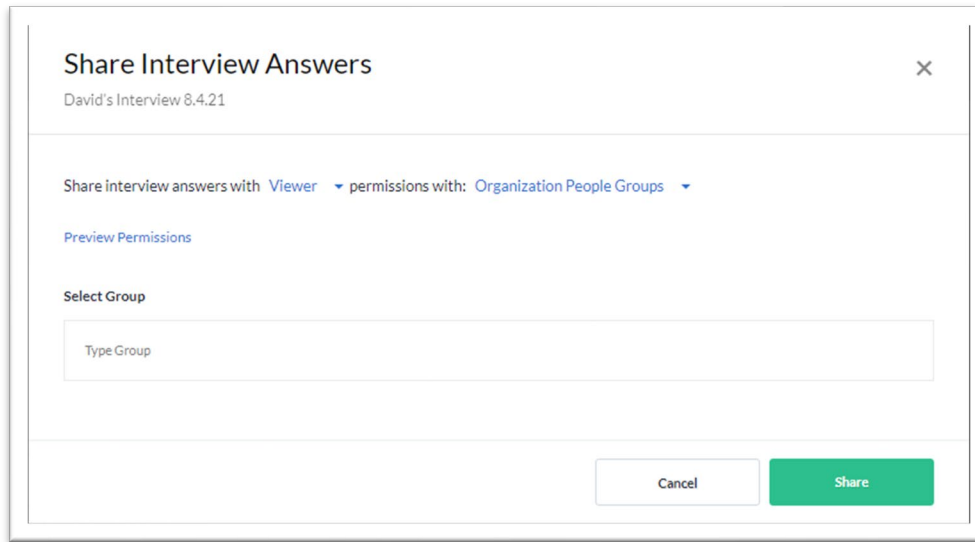 Share Interview Answers
David's Interview 8.4.21
Share interview answers with Viewer permissions with: Organization People Groups
Preview Permissions
Select Group
Type Group
Cancel
Share